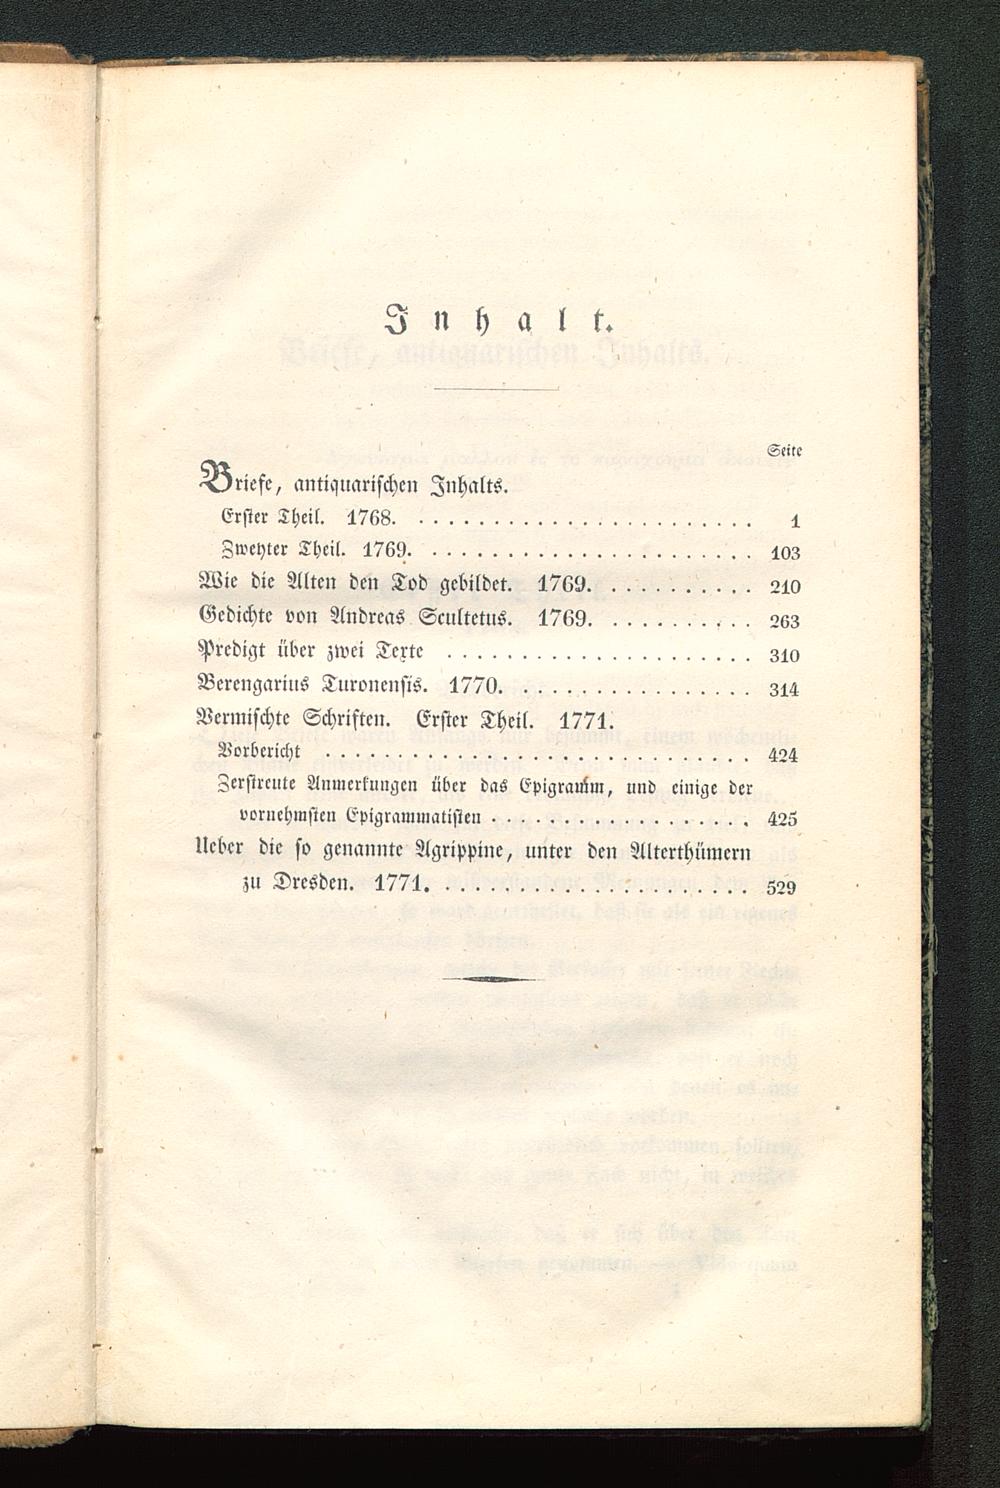 Inhalt.
Seite
Briefe, antiquarischen Inhalts.
Erster Theil. 1768. . . . . . . . . . . . . . . . . . . . . . . . . 1
Zweyter Theil. 1769. . . . . . . . . . . . . . . . . . . . . . . . 103
Wie die Alten den Tod gebildet. 1769. . . . . . . . . . . 210
Gedichte von Andreas Scultetus. 1769. . . . . . . . . . . 263
Predigt über zwei Texte . . . . . . . . . . . . . . . . . . . . . 310
Berengarius Turonensis. 1770. . . . . . . . . . . . . . . . . 314
Vermischte Schriften. Erster Theil. 1771.
Vorbericht . . . . . . . . . . . . . . . . . . . . . . . . . . . . . 424
Zerstreute Anmerkungen über das Epigramm, und einige der
vornehmsten Epigrammatisten . . . . . . . . . . . . . . . . . . 425
Ueber die so genannte Agrippine, unter den Alterthümern
zu Dresden. 1771. . . . . . . . . . . . . . . . . . . . . . . 529